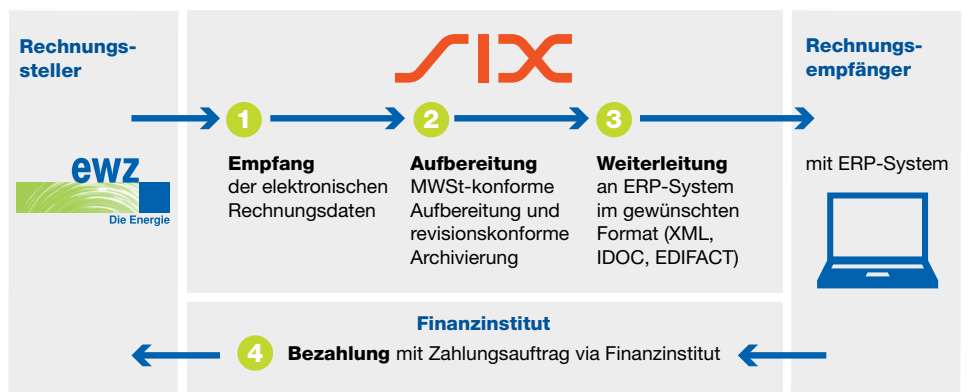 Rechnungs-
steller
ewz
Die Energie
SIX
1
Empfang
der elektronischen
Rechnungsdaten
2
Aufbereitung
MWSt-konforme
Aufbereitung und
revisionskonforme
Archivierung
3
Weiterleitung
an ERP-System
im gewünschten
Format (XML,
IDOC, EDIFACT)
Rechnungs-
empfänger
mit ERP-System
Finanzinstitut
4 Bezahlung mit Zahlungsauftrag via Finanzinstitut